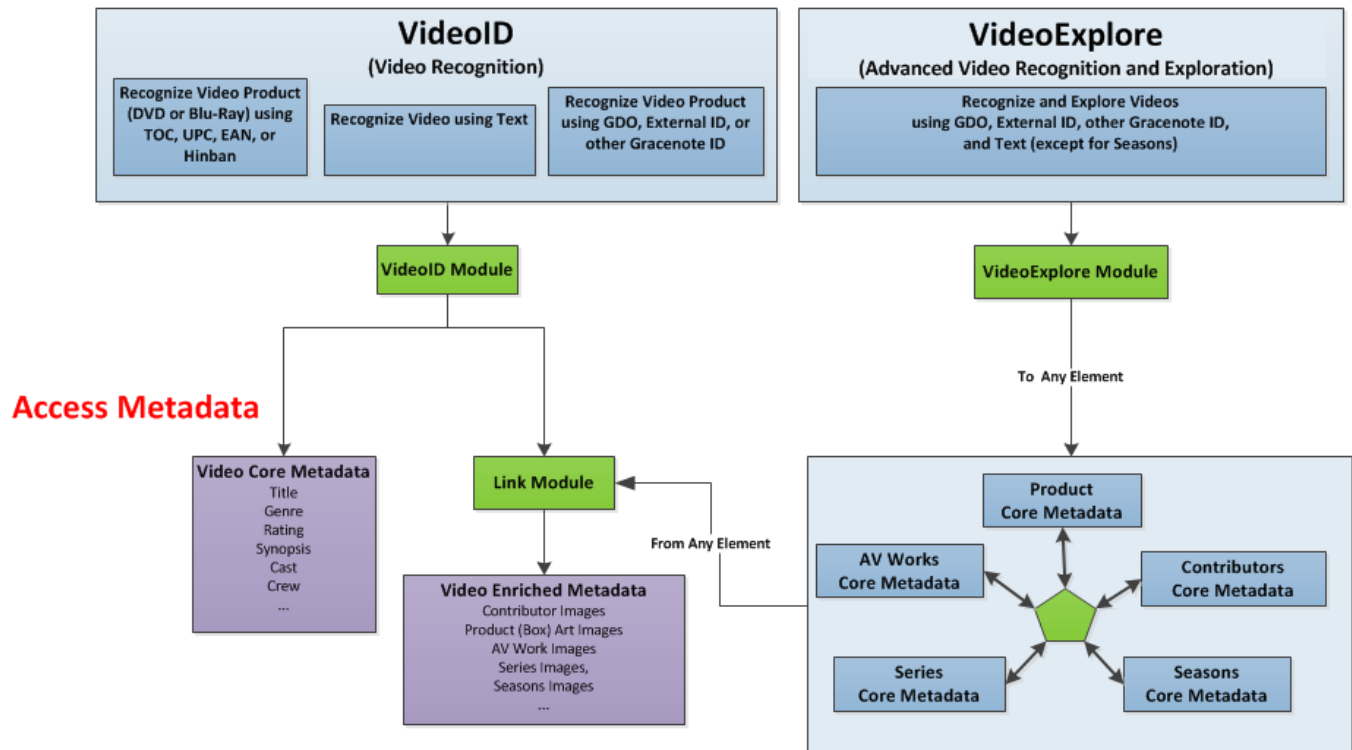 VideoID
(Video Recognition)
Recognize Video Product
(DVD or Blu-Ray) using
TOC, UPC, EAN, or
Hinban
Recognize Video using Text
Recognize Video Product
using GDO, External ID, or
other Gracenote ID
VideoExplore
(Advanced Video Recognition and Exploration)
Recognize and Explore Videos
using GDO, External ID, other Gracenote ID,
and Text (except for Seasons)
VideoID Module
VideoExplore Module
To Any Element
Access Metadata
Video Core Metadata
Title
Genre
Rating
Synopsis
Cast
Crew
...
Link Module
From Any Element
Video Enriched Metadata
Contributor Images
Product (Box) Art Images
AV Work Images
Series Images,
Seasons Images
...
Product
Core Metadata
AV Works
Core Metadata
Contributors
Core Metadata
Series
Core Metadata
Seasons
Core Metadata